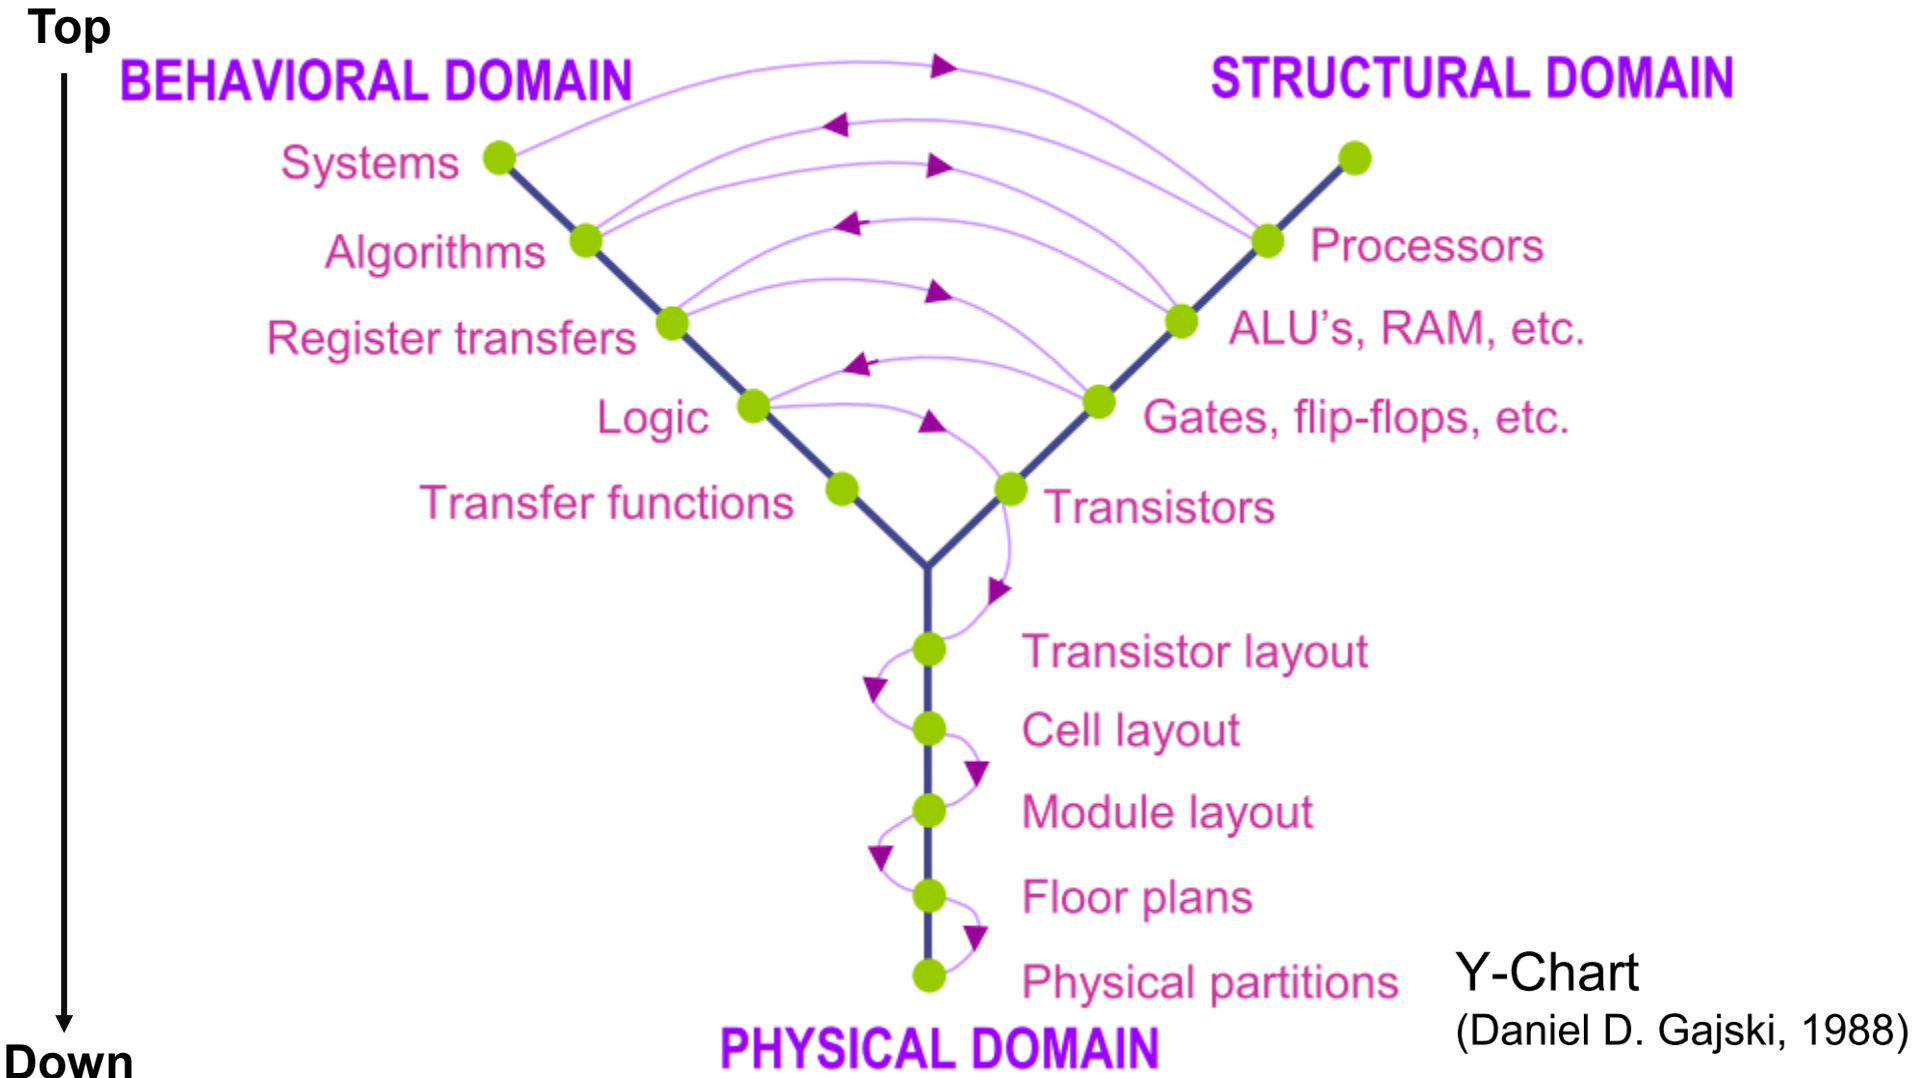 Top
BEHAVIORAL DOMAIN
STRUCTURAL DOMAIN
Systems
Algorithms
Processors
Register transfers
ALU’s, RAM, etc.
Logic
Gates, flip-flops, etc.
Transfer functions
Transistors
Transistor layout
Cell layout
Module layout
Floor plans
Physical partitions
Y-Chart
(Daniel D. Gajski, 1988)
PHYSICAL DOMAIN
Down